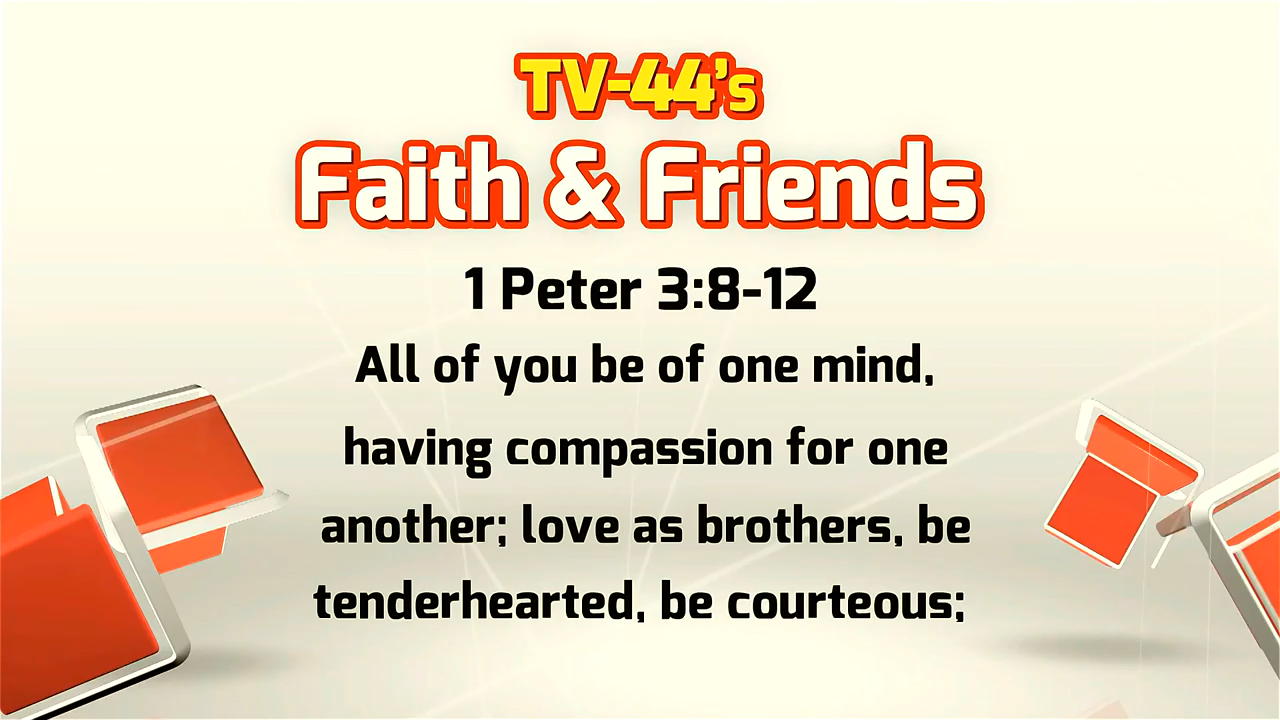 TV-44's
Faith & Friends
1 Peter 3:8-12
All of you be of one mind,
having compassion for one
another; love as brothers, be
tenderhearted, be courteous;